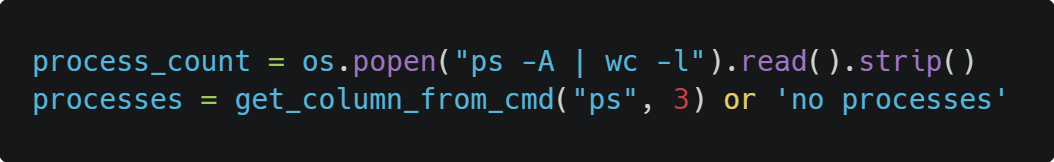 process_count = os.popen("ps -A | wc -l").read().strip()
processes = get_column_from_cmd("ps", 3) or 'no processes'